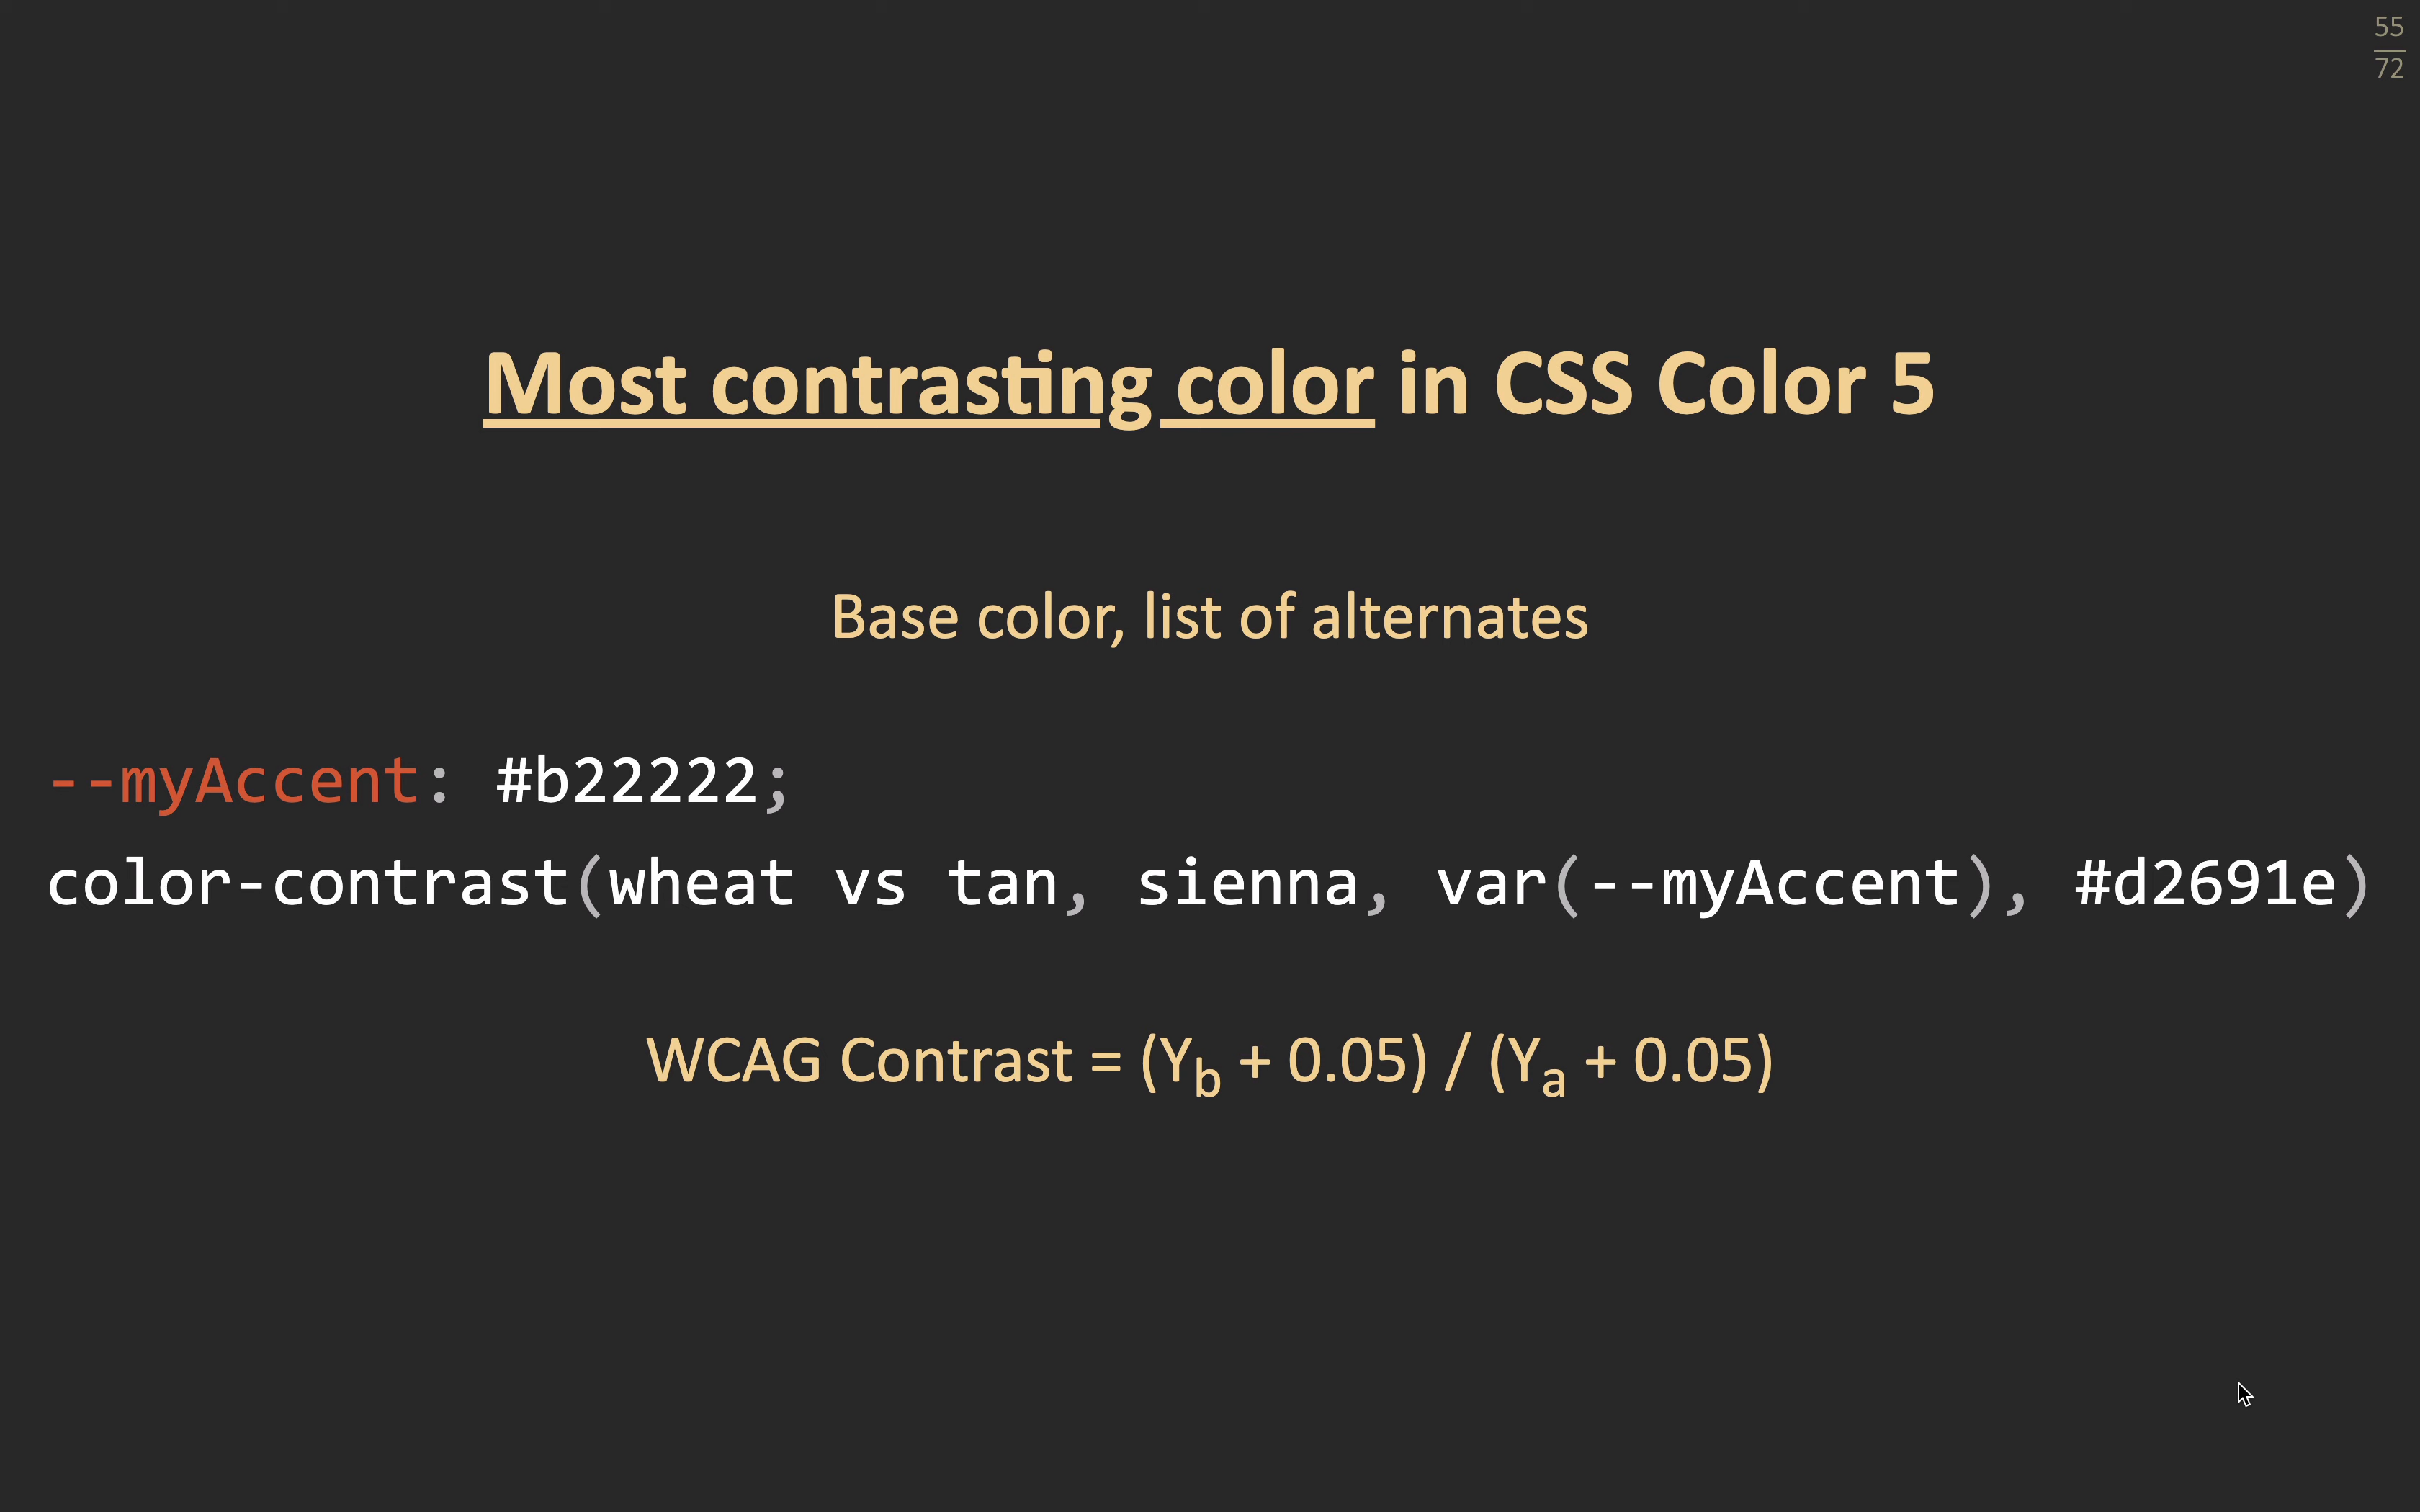 55
72
Most contrasting color in CSS Color 5
Base color, list of alternates
--myAccent: #b22222;
color-contrast(wheat vs tan, sienna, var(--myAccent), #d2691e)
WCAG Contrast = (Yb + 0.05) / (Ya + 0.05)